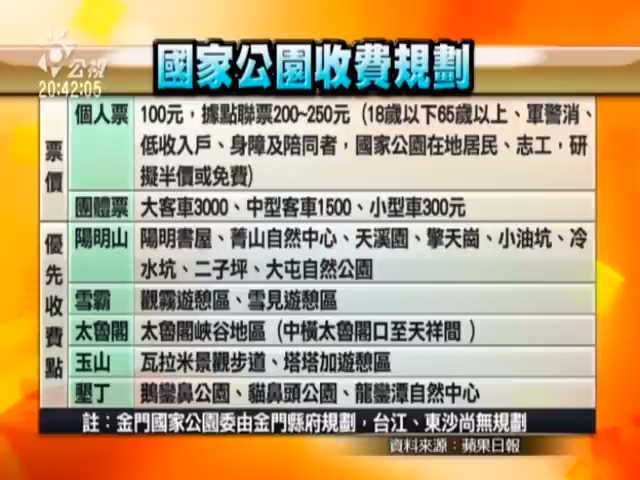 國家公園收費規劃
公視
20:42:05
票價
個人票 100元，據點聯票200~250元（18歲以下65歲以上、軍警消、
低收入戶、身障及陪同者，國家公園在地居民、志工，研
擬半價或免費）
團體票 大客車3000、中型客車1500、小型車300元
優先收費點
陽明山 陽明書屋、菁山自然中心、天溪園、擎天崗、小油坑、冷
水坑、二子坪、大屯自然公園
雪霸 觀霧遊憩區、雪見遊憩區
太魯閣 太魯閣峽谷地區（中橫太魯閣口至天祥間 ）
玉山 瓦拉米景觀步道、塔塔加遊憩區
墾丁 鵝鑾鼻公園、貓鼻頭公園、龍鑾潭自然中心
註：金門國家公園委由金門縣府規劃，台江、東沙尚無規劃
資料來源：蘋果日報